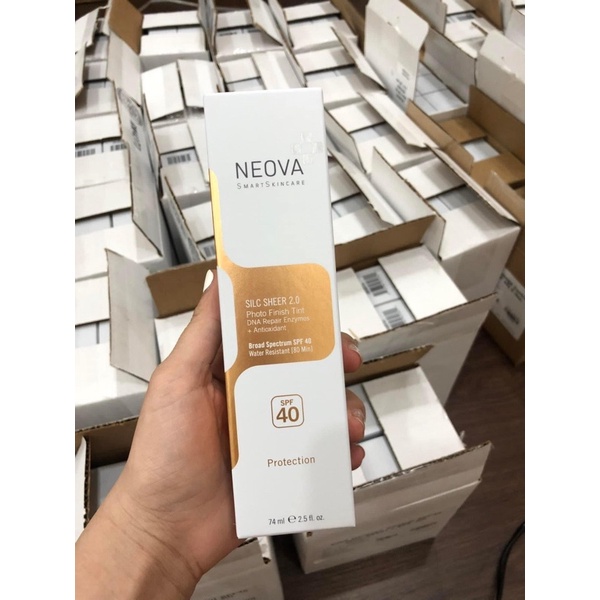 NEOVA
SMARTSKINCARE
SILC SHEER 2.0
Photo Finish Tint
DNA Repair Enzymes
+ Antioxidant
Broad Spectrum SPF 40
Water Resistant (80 Min)
SPF
40
Protection
74 ml ℮ 2.5 fl. oz.